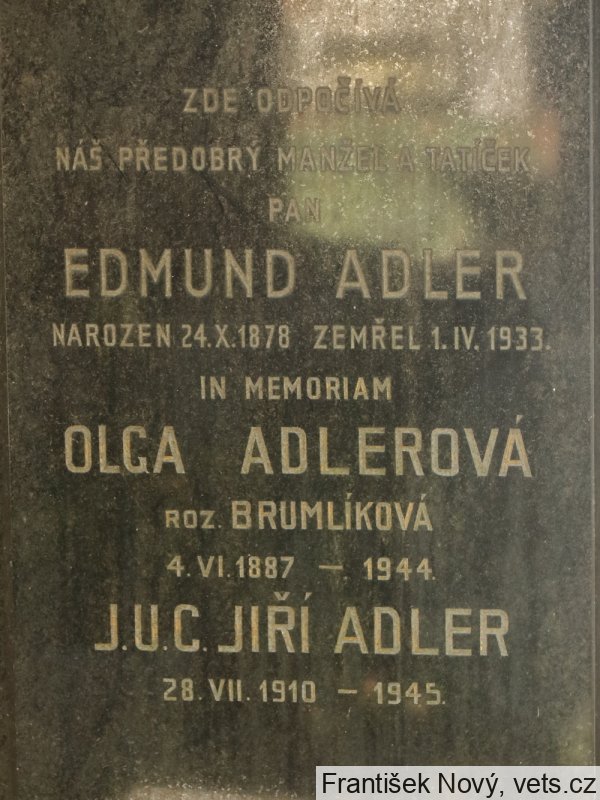 ZDE ODPOČÍVÁ
NÁŠ PŘEDOBRÝ MANŽEL A TATÍČEK
PAN
EDMUND ADLER
NAROZEN 24.X.1878 ZEMŘEL 1.IV.1933.
IN MEMORIAM
OLGA ADLEROVÁ
ROZ. BRUMLÍKOVÁ
4.VI.1887 – 1944.
J.U.C. JIŘÍ ADLER
28.VII.1910 – 1945.
František Nový, vets.cz